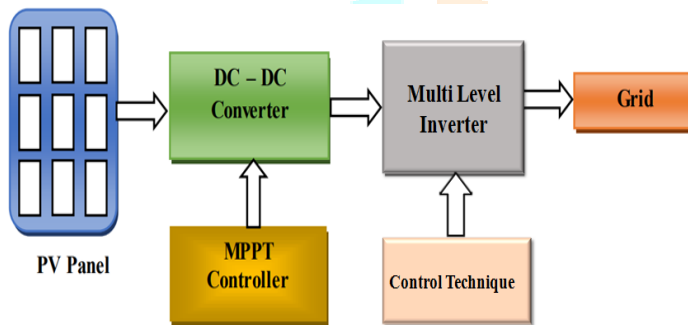 DC – DC
Converter
Multi Level
Inverter
Grid
PV Panel
MPPT
Controller
Control Technique